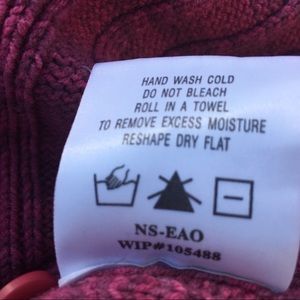 HAND WASH COLD
DO NOT BLEACH
ROLL IN A TOWEL
TO REMOVE EXCESS MOISTURE
RESHAPE DRY FLAT
NS-EAO
WIP#105488